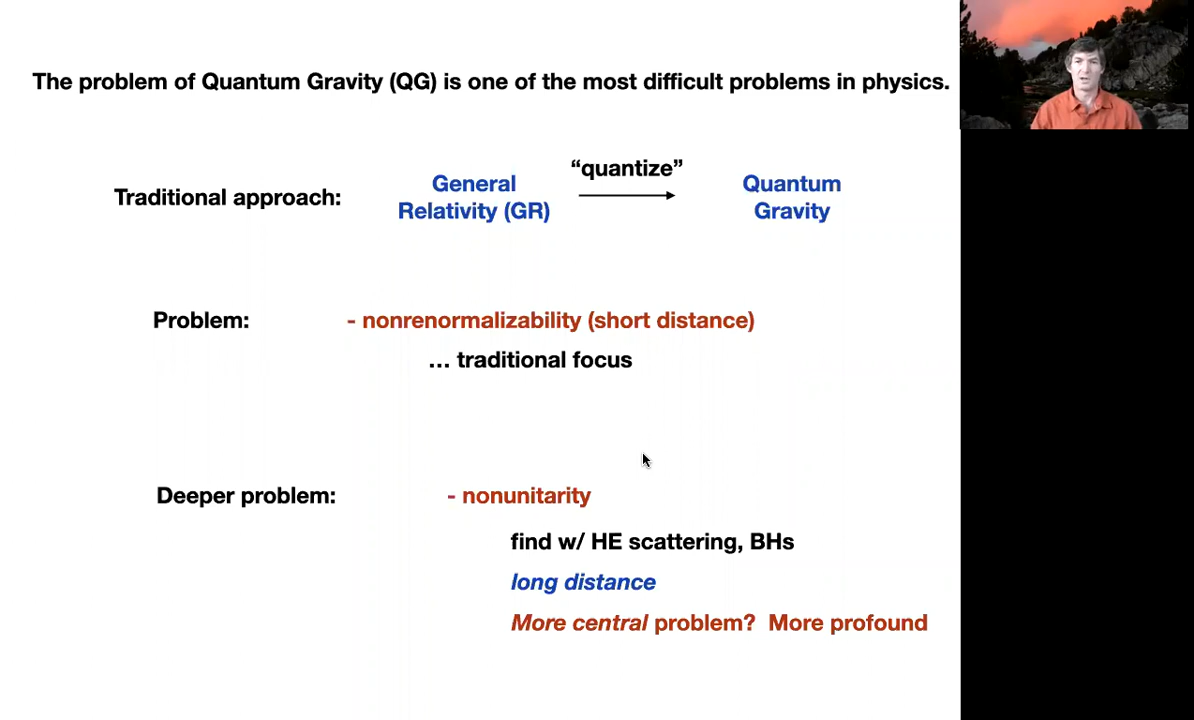 The problem of Quantum Gravity (QG) is one of the most difficult problems in physics.
Traditional approach:
General
Relativity (GR)
“quantize”
Quantum
Gravity
Problem:
- nonrenormalizability (short distance)
... traditional focus
Deeper problem:
- nonunitarity
find w/ HE scattering, BHs
long distance
More central problem?  More profound